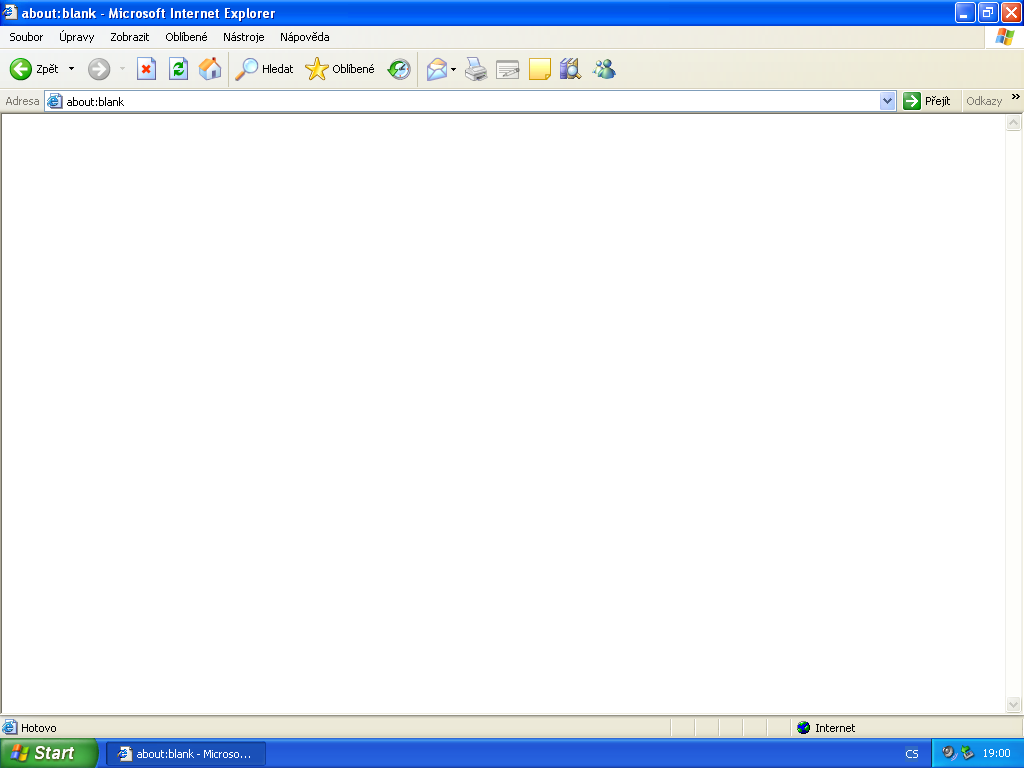 about:blank - Microsoft Internet Explorer
Soubor Úpravy Zobrazit Oblíbené Nástroje Nápověda
Zpět Hledat Oblíbené
Adresa about:blank Přejít Odkazy »
Hotovo Internet
Start about:blank - Microso... CS 19:00